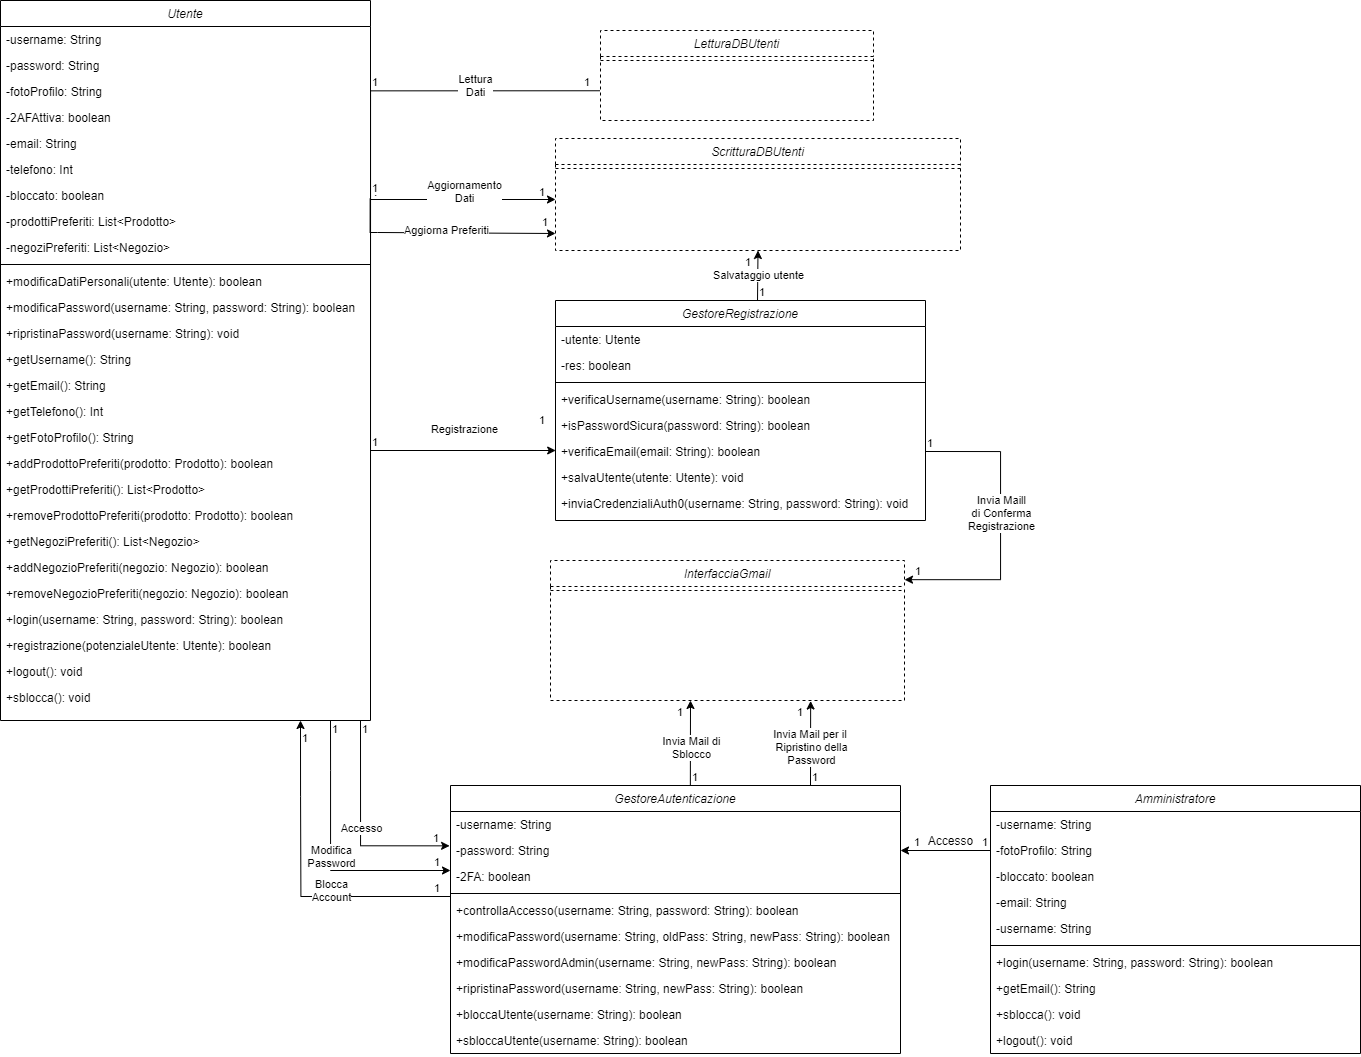 Utente
-username: String
-password: String
-fotoProfilo: String
-2AFAttiva: boolean
-email: String
-telefono: Int
-bloccato: boolean
-prodottiPreferiti: List<Prodotto>
-negoziPreferiti: List<Negozio>
+modificaDatiPersonali(utente: Utente): boolean
+modificaPassword(username: String, password: String): boolean
+ripristinaPassword(username: String): void
+getUsername(): String
+getEmail(): String
+getTelefono(): Int
+getFotoProfilo(): String
+addProdottoPreferiti(prodotto: Prodotto): boolean
+getProdottiPreferiti(): List<Prodotto>
+removeProdottoPreferiti(prodotto: Prodotto): boolean
+getNegoziPreferiti(): List<Negozio>
+addNegozioPreferiti(negozio: Negozio): boolean
+removeNegozioPreferiti(negozio: Negozio): boolean
+login(username: String, password: String): boolean
+registrazione(potenzialeUtente: Utente): boolean
+logout(): void
+sblocca(): void
1
Lettura
Dati
1
LetturaDBUtenti
1
Aggiornamento
Dati
1
Aggiorna Preferiti
1
ScritturaDBUtenti
1
Salvataggio utente
1
GestoreRegistrazione
-utente: Utente
-res: boolean
+verificaUsername(username: String): boolean
+isPasswordSicura(password: String): boolean
+verificaEmail(email: String): boolean
+salvaUtente(utente: Utente): void
+inviaCredenzialiAuth0(username: String, password: String): void
1
Registrazione
1
1
Invia Maill
di Conferma
Registrazione
1
InterfacciaGmail
1
Invia Mail di
Sblocco
1
1
Invia Mail per il
Ripristino della
Password
1
1
1
1
Accesso
1
Modifica
Password
1
Blocca
Account
1
GestoreAutenticazione
-username: String
-password: String
-2FA: boolean
+controllaAccesso(username: String, password: String): boolean
+modificaPassword(username: String, oldPass: String, newPass: String): boolean
+modificaPasswordAdmin(username: String, newPass: String): boolean
+ripristinaPassword(username: String, newPass: String): boolean
+bloccaUtente(username: String): boolean
+sbloccaUtente(username: String): boolean
1 Accesso 1
Amministratore
-username: String
-fotoProfilo: String
-bloccato: boolean
-email: String
-username: String
+login(username: String, password: String): boolean
+getEmail(): String
+sblocca(): void
+logout(): void